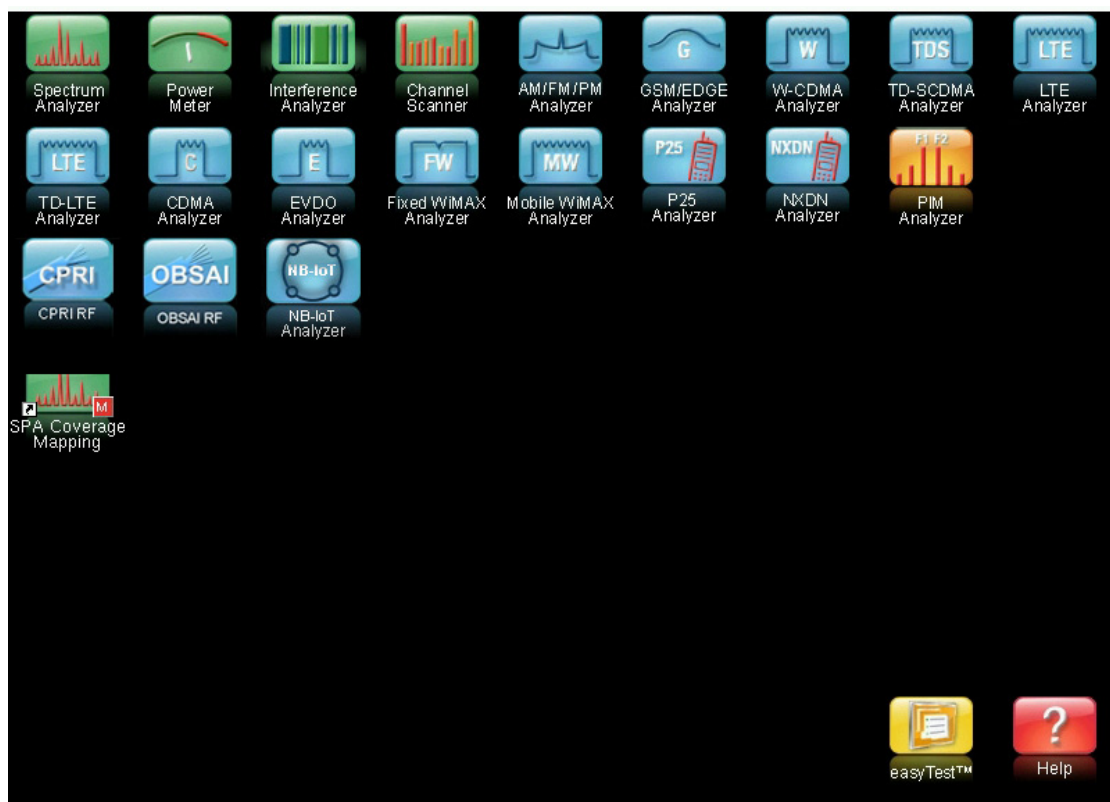 G
W
TDS
LTE
Spectrum Analyzer
Power Meter
Interference Analyzer
Channel Scanner
AM/FM/PM Analyzer
GSM/EDGE Analyzer
W-CDMA Analyzer
TD-SCDMA Analyzer
LTE Analyzer
LTE
C
E
FW
MW
P25
NXDN
F1 F2
TD-LTE Analyzer
CDMA Analyzer
EVDO Analyzer
Fixed WiMAX Analyzer
Mobile WiMAX Analyzer
P25 Analyzer
NXDN Analyzer
PIM Analyzer
CPRI
OBSAI
NB-IoT
CPRI RF
OBSAI RF
NB-IoT Analyzer
M
SPA Coverage
Mapping
?
easyTest™
Help